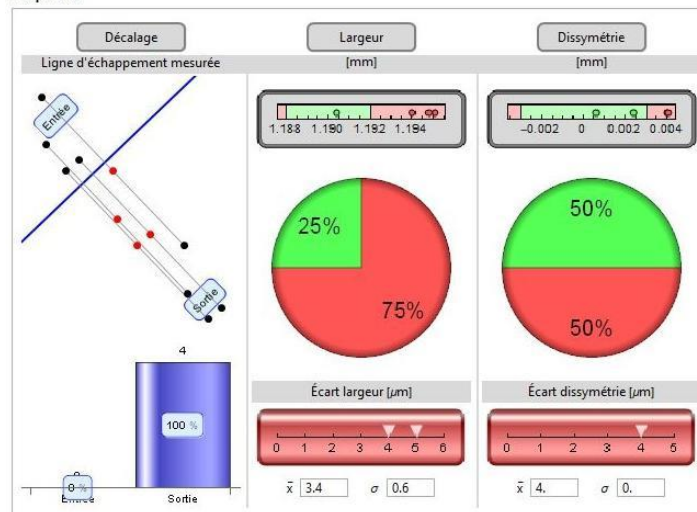 Décalage
Largeur
Dissymétrie
Ligne d'échappement mesurée
[mm]
[mm]
Entrée
Sortie
1.188 1.190 1.192 1.194
−0.002 0 0.002 0.004
25%
75%
50%
50%
4
100 %
0 %
Entrée
Sortie
Écart largeur [μm]
0 1 2 3 4 5 6
x̄ 3.4 σ 0.6
Écart dissymétrie [μm]
0 1 2 3 4 5
x̄ 4. σ 0.